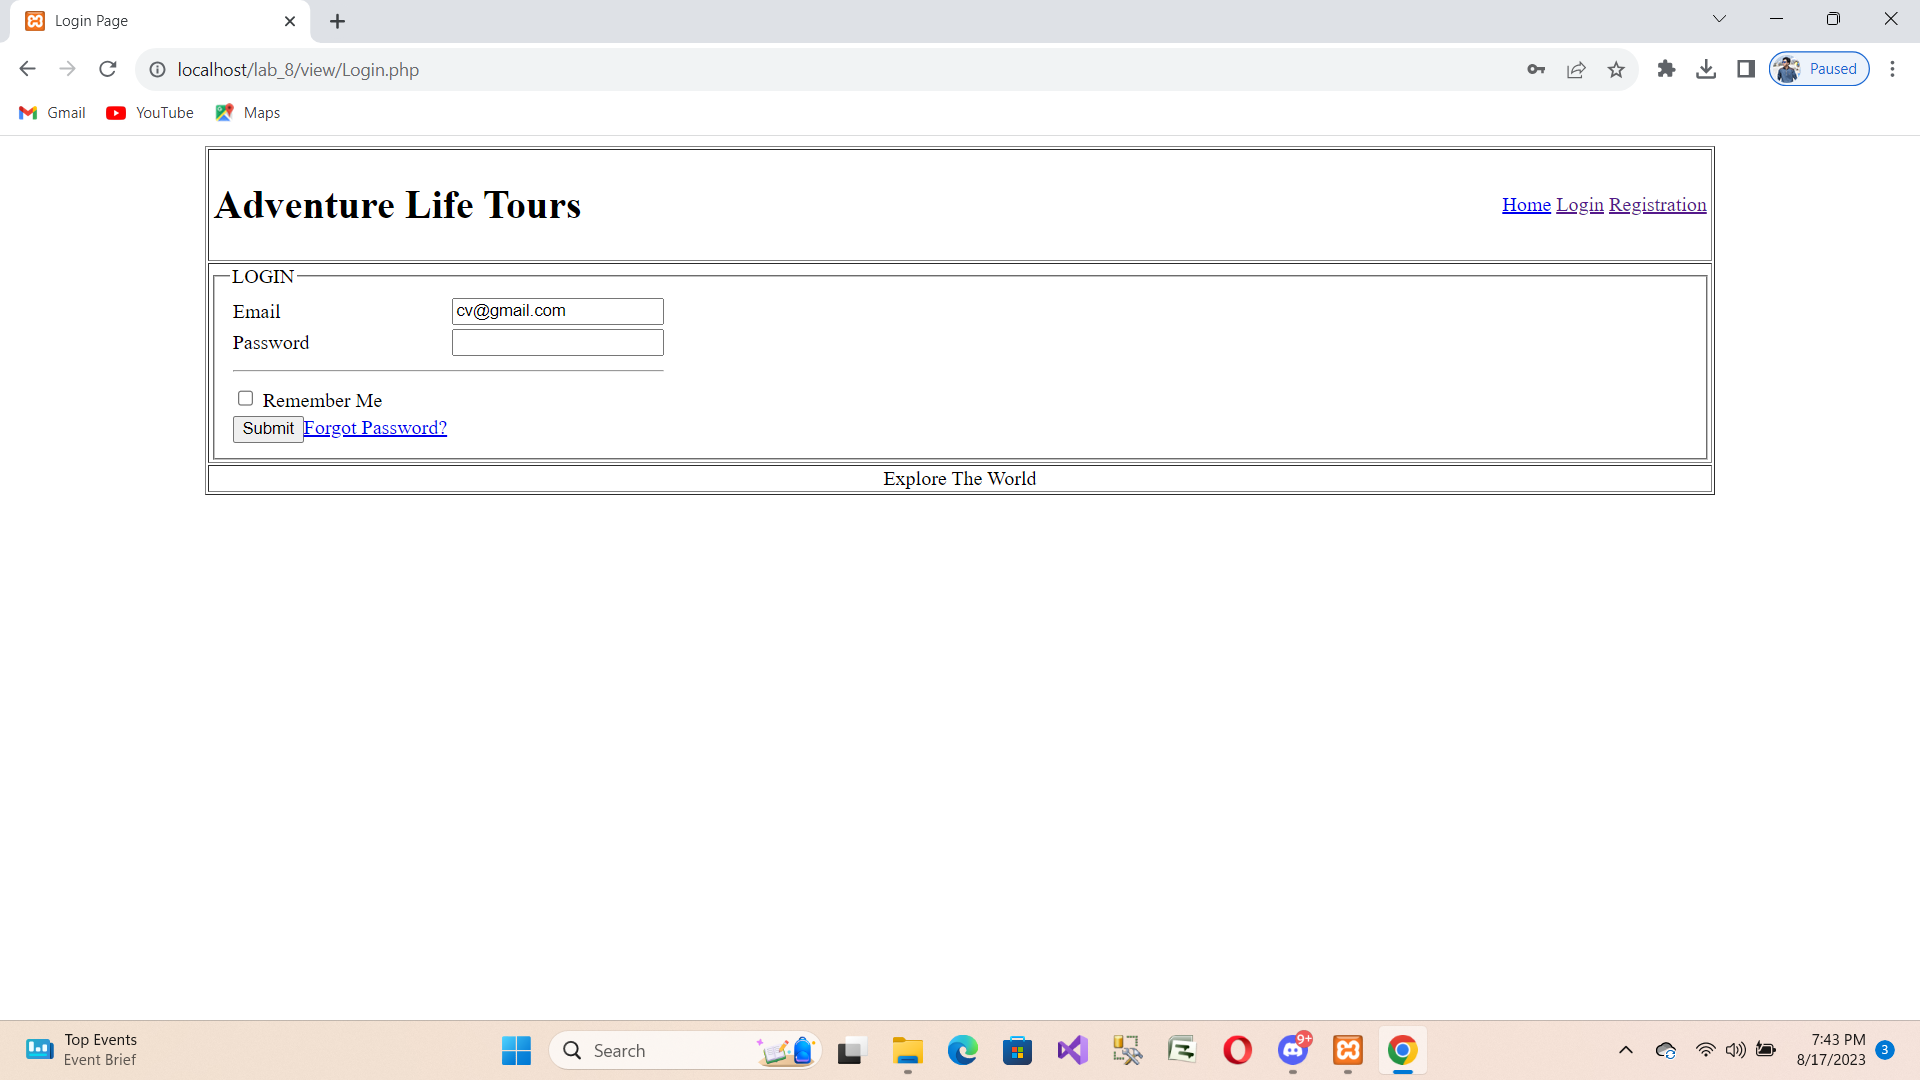 Login Page
localhost/lab_8/view/Login.php
Paused
Gmail YouTube Maps
Adventure Life Tours
Home Login Registration
LOGIN
Email cv@gmail.com
Password
Remember Me
Submit Forgot Password?
Explore The World
Top Events
Event Brief
Search
9+
7:43 PM
8/17/2023
3